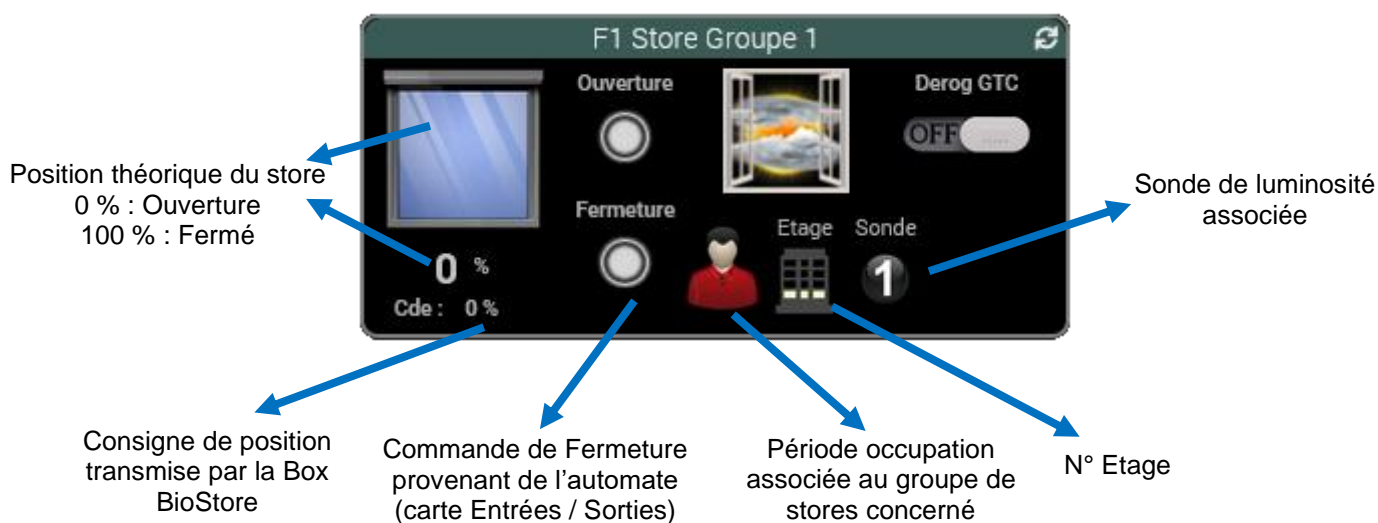 F1 Store Groupe 1
Ouverture
Derog GTC
OFF
Position théorique du store
0 % : Ouverture
100 % : Fermé
Sonde de luminosité
associée
Fermeture
Etage
Sonde
1
0 %
Cde : 0 %
Consigne de position
transmise par la Box
BioStore
Commande de Fermeture
provenant de l'automate
(carte Entrées / Sorties)
Période occupation
associée au groupe de
stores concerné
N° Etage